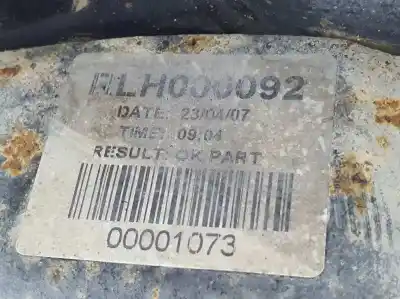 RLH000092
DATE: 23/04/07
TIME: 09:04
RESULT: OK PART
00001073